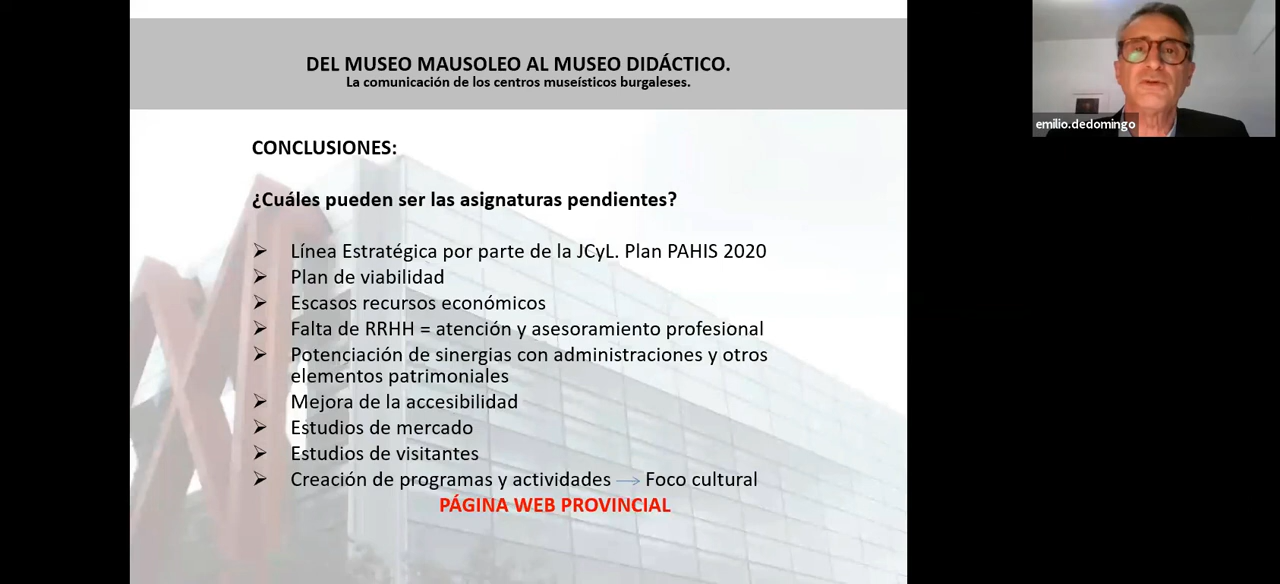 DEL MUSEO MAUSOLEO AL MUSEO DIDÁCTICO.
La comunicación de los centros museísticos burgaleses.
emilio.dedomingo
CONCLUSIONES:
¿Cuáles pueden ser las asignaturas pendientes?
➢ Línea Estratégica por parte de la JCyL. Plan PAHIS 2020
➢ Plan de viabilidad
➢ Escasos recursos económicos
➢ Falta de RRHH = atención y asesoramiento profesional
➢ Potenciación de sinergias con administraciones y otros
elementos patrimoniales
➢ Mejora de la accesibilidad
➢ Estudios de mercado
➢ Estudios de visitantes
➢ Creación de programas y actividades → Foco cultural
PÁGINA WEB PROVINCIAL